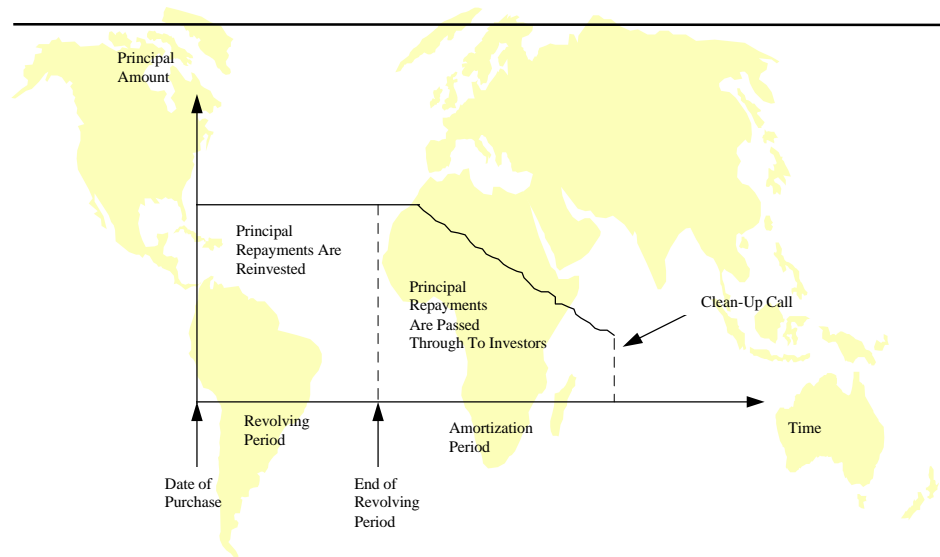 Principal
Amount
Principal
Repayments Are
Reinvested
Principal
Repayments
Are Passed
Through To Investors
Clean-Up Call
Revolving
Period
Amortization
Period
Time
Date of
Purchase
End of
Revolving
Period